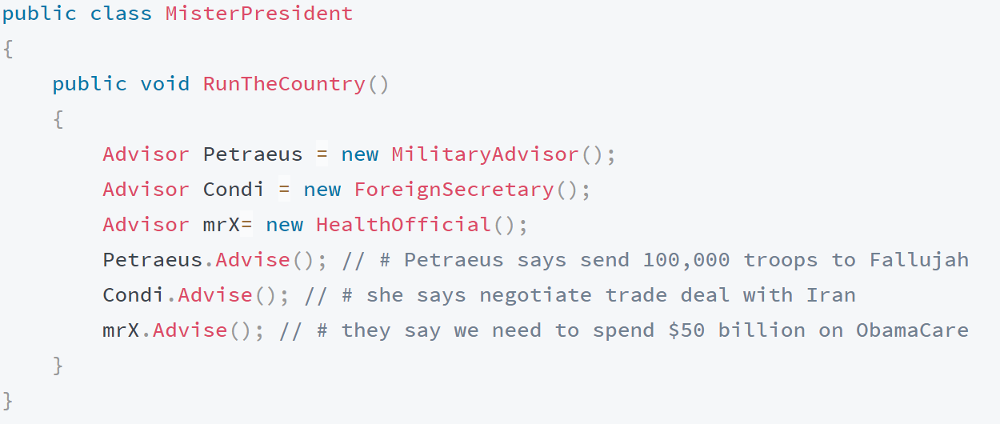 public class MisterPresident
{
    public void RunTheCountry()
    {
        Advisor Petraeus = new MilitaryAdvisor();
        Advisor Condi = new ForeignSecretary();
        Advisor mrX= new HealthOfficial();
        Petraeus.Advise(); // # Petraeus says send 100,000 troops to Fallujah
        Condi.Advise(); // # she says negotiate trade deal with Iran
        mrX.Advise(); // # they say we need to spend $50 billion on ObamaCare
    }
}